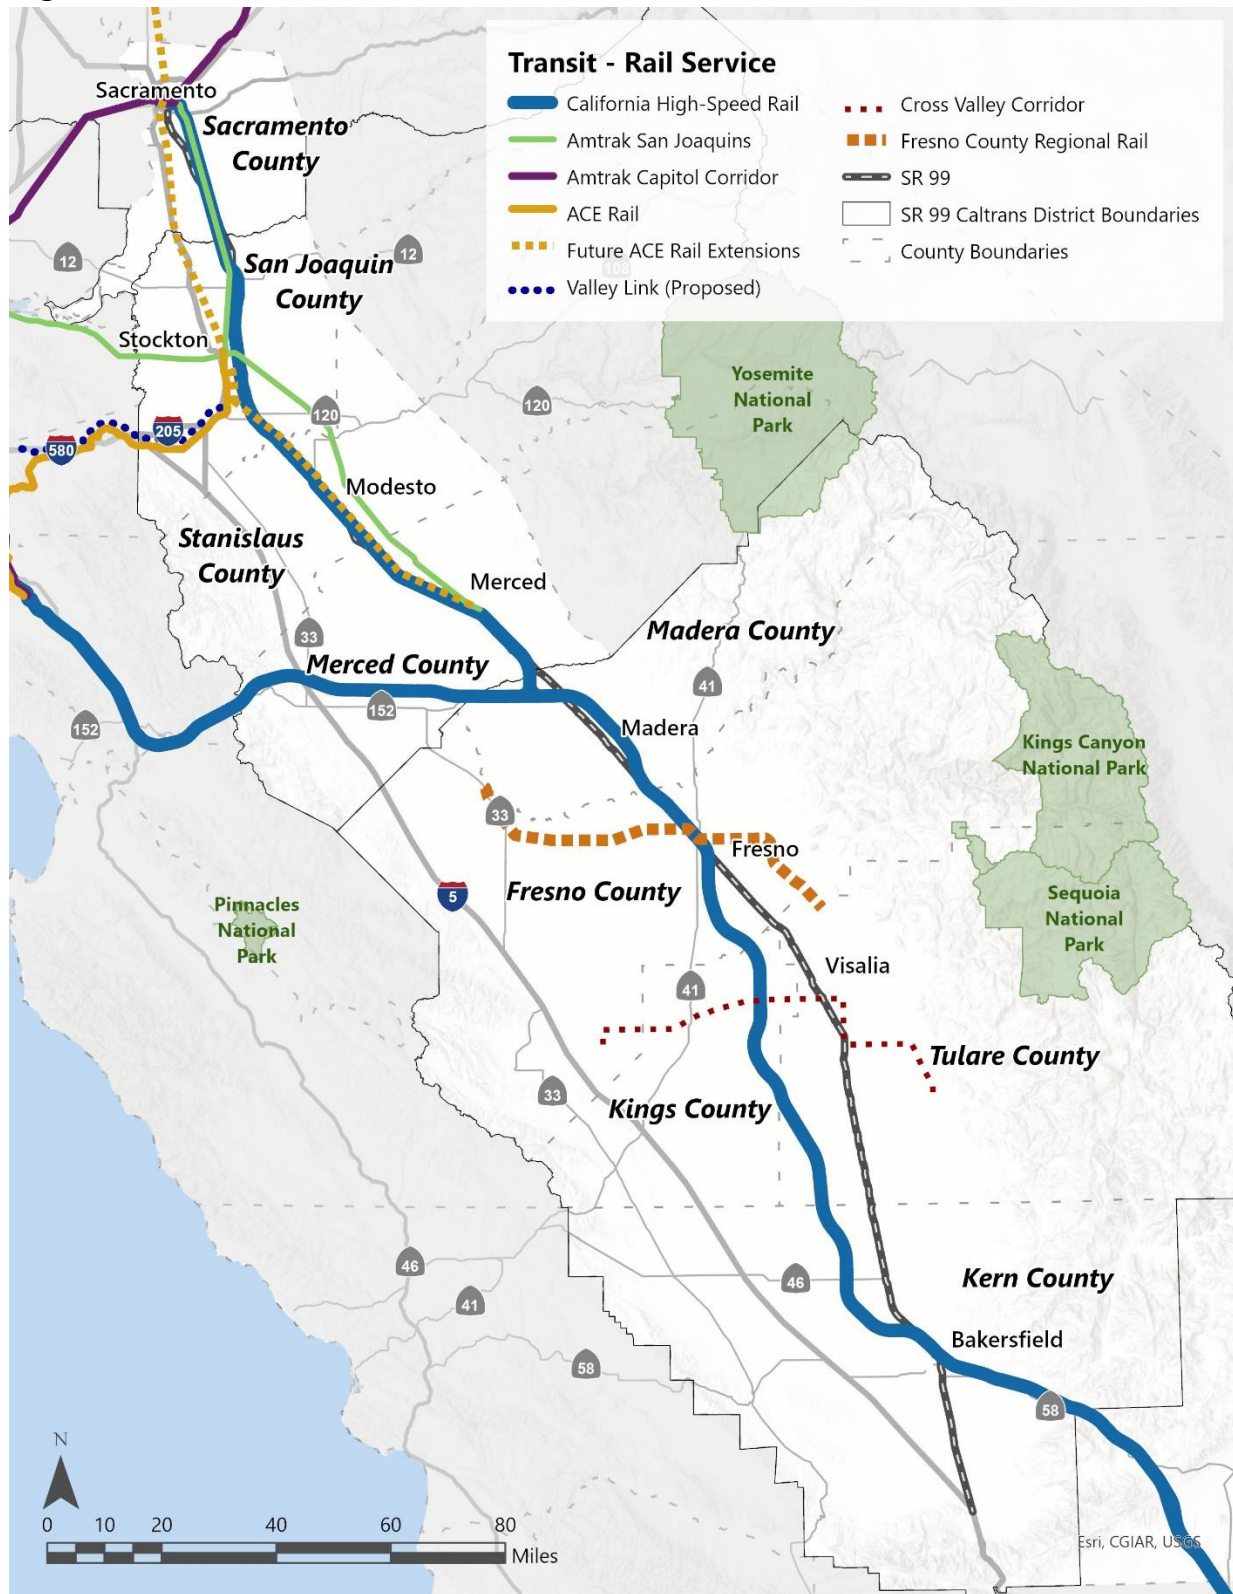 Transit - Rail Service
California High-Speed Rail
Amtrak San Joaquins
Amtrak Capitol Corridor
ACE Rail
Future ACE Rail Extensions
Valley Link (Proposed)
Cross Valley Corridor
Fresno County Regional Rail
SR 99
SR 99 Caltrans District Boundaries
County Boundaries
Sacramento
Sacramento
County
12
San Joaquin
County
12
108
Stockton
Yosemite
National
Park
120
120
205
580
Modesto
Stanislaus
County
Merced
33
Madera County
Merced County
41
152
152
Madera
Kings Canyon
National Park
33
Fresno
Fresno County
5
Pinnacles
National
Park
Sequoia
National
Park
Visalia
41
Tulare County
33
Kings County
46
46
Kern County
41
Bakersfield
58
58
N
0 10 20 40 60 80
Miles
Esri, CGIAR, USGS